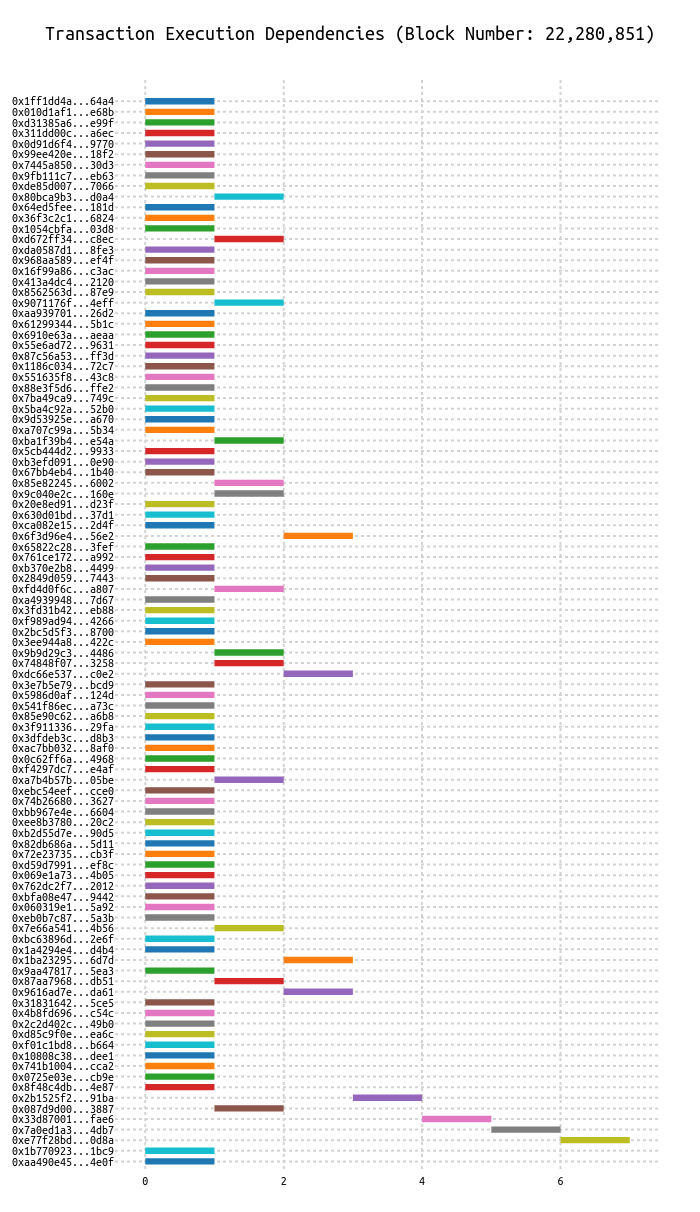 Transaction Execution Dependencies (Block Number: 22,280,851)
0x1ff1dd4a...64a4
0x010d1af1...e68b
0xd31385a6...e99f
0x311dd00c...a6ec
0x0d91d6f4...9770
0x99ee420e...18f2
0x7445a850...30d3
0x9fb111c7...eb63
0xde85d007...7066
0x80bca9b3...d0a4
0x64ed5fee...181d
0x36f3c2c1...6824
0x1054cbfa...03d8
0xd672ff34...c8ec
0xda0587d1...8fe3
0x968aa589...ef4f
0x16f99a86...c3ac
0x413a4dc4...2120
0x8562563d...87e9
0x9071176f...4eff
0xaa939701...26d2
0x61299344...5b1c
0x6910e63a...aeaa
0x55e6ad72...9631
0x87c56a53...ff3d
0x1186c034...72c7
0x551635f8...43c8
0x88e3f5d6...ffe2
0x7ba49ca9...749c
0x5ba4c92a...52b0
0x9d53925e...a670
0xa707c99a...5b34
0xba1f39b4...e54a
0x5cb444d2...9933
0xb3efd091...0e90
0x67bb4eb4...1b40
0x85e82245...6002
0x9c040e2c...160e
0x20e8ed91...d23f
0x630d01bd...37d1
0xca082e15...2d4f
0x6f3d96e4...56e2
0x65822c28...3fef
0x761ce172...a992
0xb370e2b8...4499
0x2849d059...7443
0xfd4d0f6c...a807
0xa4939948...7d67
0x3fd31b42...eb88
0xf989ad94...4266
0x2bc5d5f3...8700
0x3ee944a8...422c
0x9b9d29c3...4486
0x74848f07...3258
0xdc66e537...c0e2
0x3e7b5e79...bcd9
0x5986d0af...124d
0x541f86ec...a73c
0x85e90c62...a6b8
0x3f911336...29fa
0x3dfdeb3c...d8b3
0xac7bb032...8af0
0x0c62ff6a...4968
0xf4297dc7...e4af
0xa7b4b57b...05be
0xebc54eef...cce0
0x74b26680...3627
0xbb967e4e...6604
0xee8b3780...20c2
0xb2d55d7e...90d5
0x82db686a...5d11
0x72e23735...cb3f
0xd59d7991...ef8c
0x069e1a73...4b05
0x762dc2f7...2012
0xbfa08e47...9442
0x060319e1...5a92
0xeb0b7c87...5a3b
0x7e66a541...4b56
0xbc63896d...2e6f
0x1a4294e4...d4b4
0x1ba23295...6d7d
0x9aa47817...5ea3
0x87aa7968...db51
0x9616ad7e...da61
0x31831642...5ce5
0x4b8fd696...c54c
0x2c2d402c...49b0
0xd85c9f0e...ea6c
0xf01c1bd8...b664
0x10808c38...dee1
0x741b1004...cca2
0x0725e03e...cb9e
0x8f48c4db...4e87
0x2b1525f2...91ba
0x087d9d00...3887
0x33d87001...fae6
0x7a0ed1a3...4db7
0xe77f28bd...0d8a
0x1b770923...1bc9
0xaa490e45...4e0f
0 2 4 6